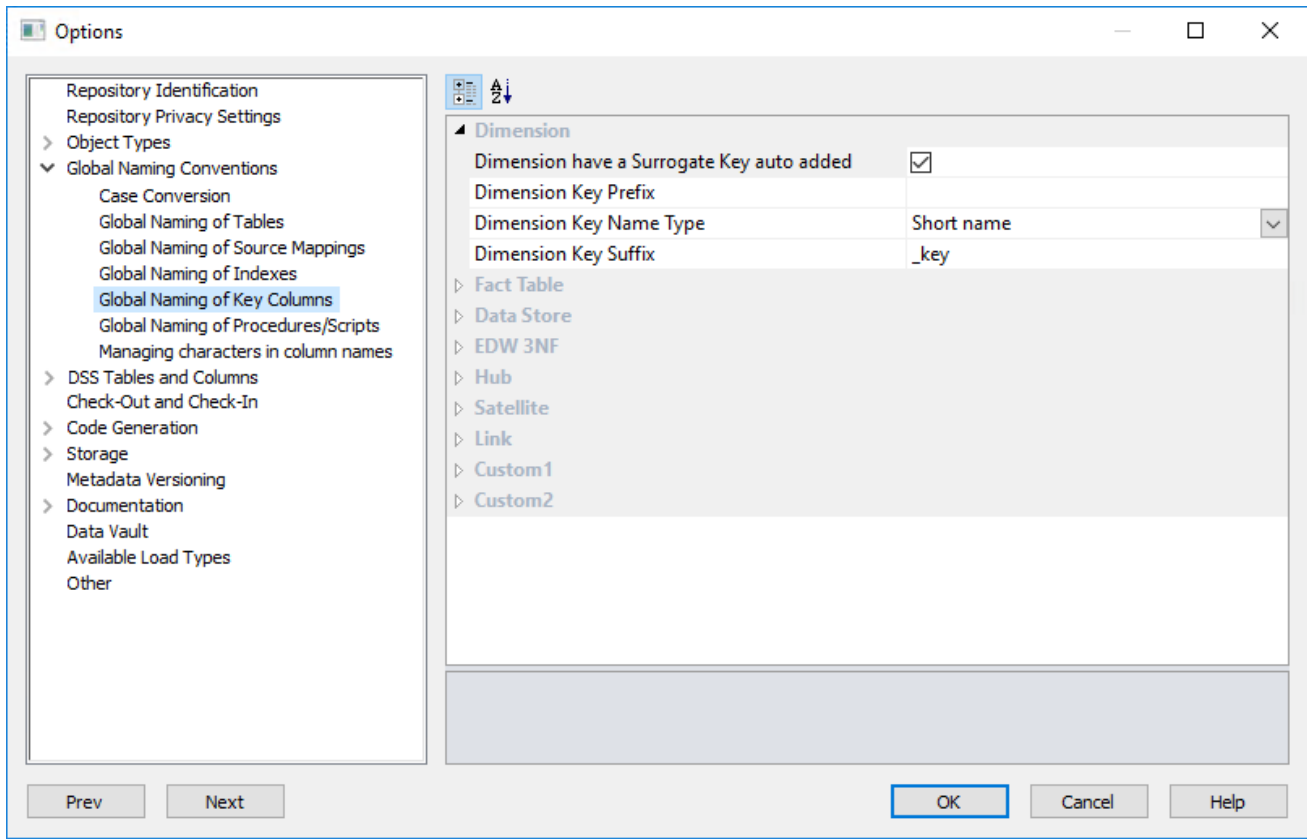 Options
Repository Identification
Repository Privacy Settings
Object Types
Global Naming Conventions
Case Conversion
Global Naming of Tables
Global Naming of Source Mappings
Global Naming of Indexes
Global Naming of Key Columns
Global Naming of Procedures/Scripts
Managing characters in column names
DSS Tables and Columns
Check-Out and Check-In
Code Generation
Storage
Metadata Versioning
Documentation
Data Vault
Available Load Types
Other
A
Z
Dimension
Dimension have a Surrogate Key auto added
Dimension Key Prefix
Dimension Key Name Type Short name
Dimension Key Suffix _key
Fact Table
Data Store
EDW 3NF
Hub
Satellite
Link
Custom1
Custom2
Prev Next OK Cancel Help